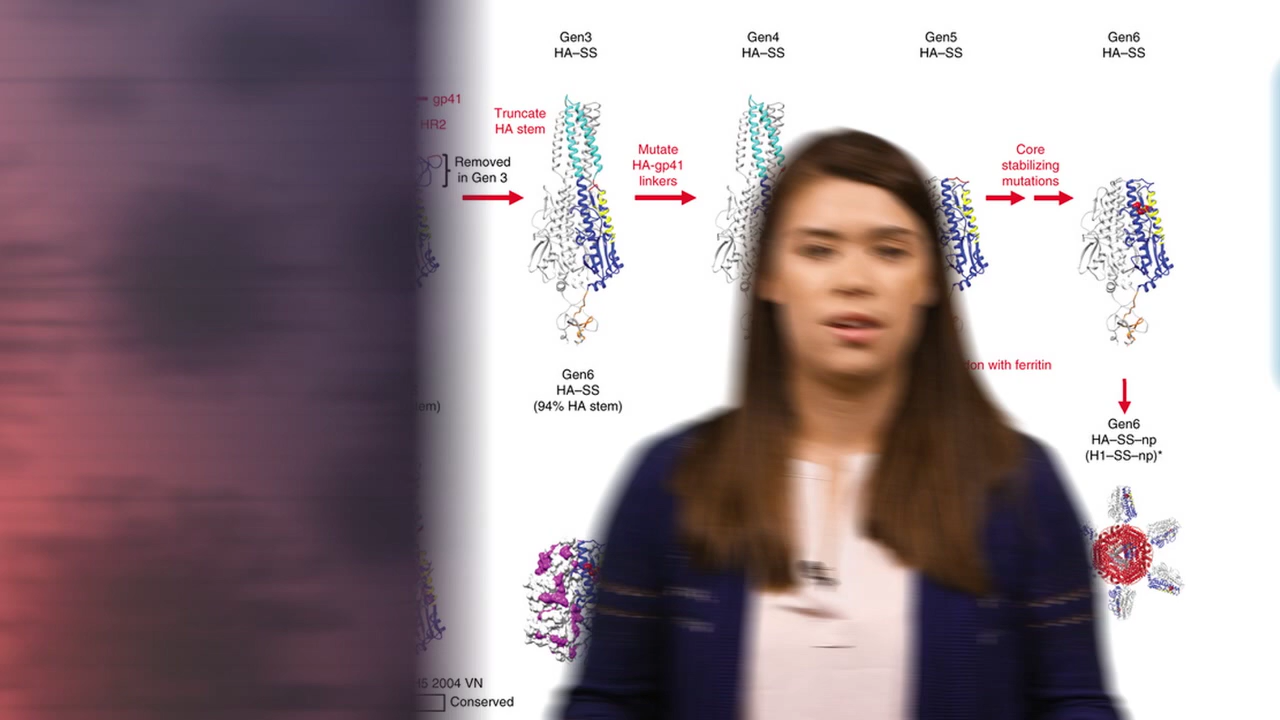 Gen3
HA–SS
Gen4
HA–SS
Gen5
HA–SS
Gen6
HA–SS
gp41
HR2
Truncate
HA stem
Removed
in Gen 3
Mutate
HA-gp41
linkers
Core
stabilizing
mutations
with ferritin
Gen6
HA–SS
(94% HA stem)
Gen6
HA–SS–np
(H1–SS–np)*
2004 VN
Conserved